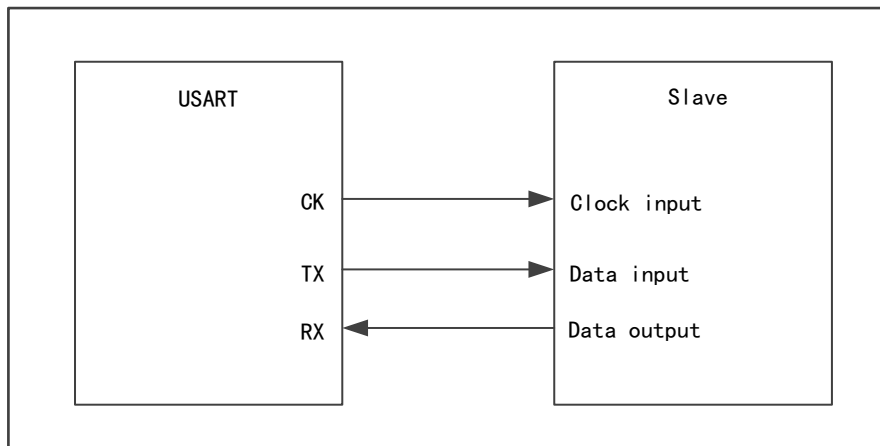 USART
Slave
CK
Clock input
TX
Data input
RX
Data output